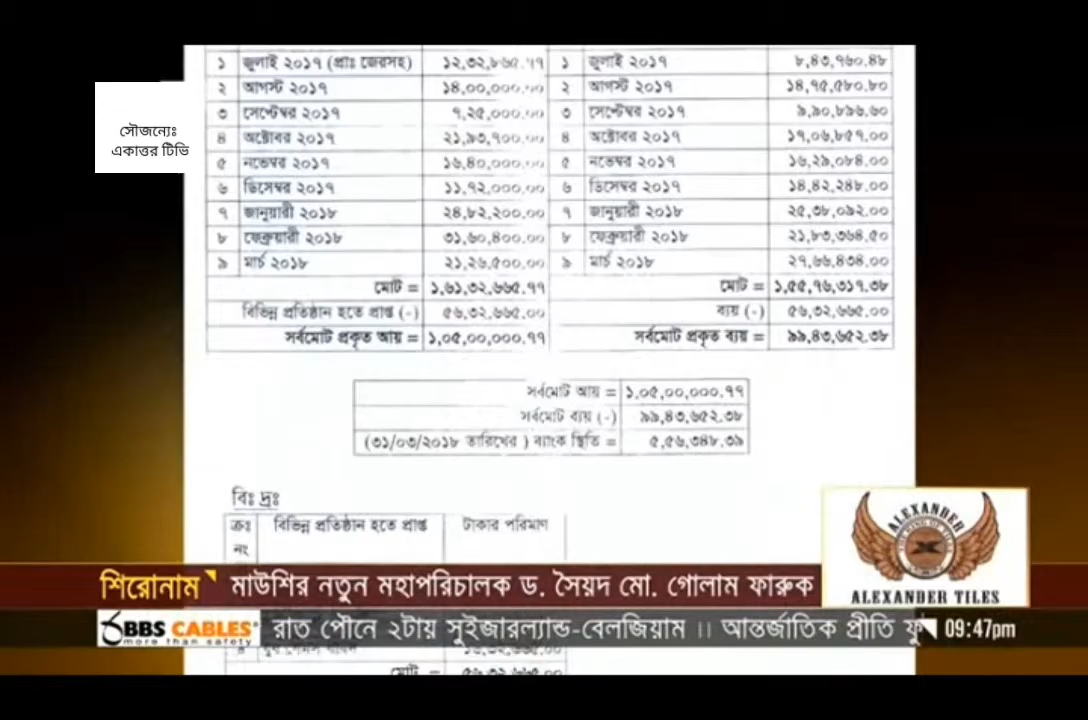 ১ জুলাই ২০১৭ (প্রাঃ জেরসহ) ১২,৩২,৮৬৫.৭৭ ১ জুলাই ২০১৭ ৮,৪৩,৭৬০.৪৮
২ আগস্ট ২০১৭ ১৪,০০,০০০.০০ ২ আগস্ট ২০১৭ ১৪,৭৫,৫৮০.৮০
৩ সেপ্টেম্বর ২০১৭ ৭,২৫,০০০.০০ ৩ সেপ্টেম্বর ২০১৭ ৯,৯০,৮৯৬.৬০
৪ অক্টোবর ২০১৭ ২১,৯৩,৭০০.০০ ৪ অক্টোবর ২০১৭ ১৭,০৬,৮৫৭.০০
৫ নভেম্বর ২০১৭ ১৬,৪০,০০০.০০ ৫ নভেম্বর ২০১৭ ১৬,২৯,০৮৪.০০
৬ ডিসেম্বর ২০১৭ ১১,৭২,০০০.০০ ৬ ডিসেম্বর ২০১৭ ১৪,৪২,২৪৮.০০
৭ জানুয়ারী ২০১৮ ২৪,৮২,২০০.০০ ৭ জানুয়ারী ২০১৮ ২৫,৩৮,০৯২.০০
৮ ফেব্রুয়ারী ২০১৮ ৩১,৬০,৪০০.০০ ৮ ফেব্রুয়ারী ২০১৮ ২১,৮৩,৩৬৪.৫০
৯ মার্চ ২০১৮ ২১,২৬,৫০০.০০ ৯ মার্চ ২০১৮ ২৭,৬৬,৪৩৪.০০
মোট = ১,৬১,৩২,৬৬৫.৭৭ মোট = ১,৫৫,৭৬,৩১৭.৩৮
বিভিন্ন প্রতিষ্ঠান হতে প্রাপ্ত (-) ৫৬,৩২,৬৬৫.০০ ব্যয় (-) ৫৬,৩২,৬৬৫.০০
সর্বমোট প্রকৃত আয় = ১,০৫,০০,০০০.৭৭ সর্বমোট প্রকৃত ব্যয় = ৯৯,৪৩,৬৫২.৩৮
সৌজন্যেঃ
একাত্তর টিভি
সর্বমোট আয় = ১,০৫,০০,০০০.৭৭
সর্বমোট ব্যয় (-) ৯৯,৪৩,৬৫২.৩৮
(৩১/০৩/২০১৮ তারিখের ) ব্যাংক স্থিতি = ৫,৫৬,৩৪৮.৩৯
বিঃ দ্রঃ
ক্রঃ নং বিভিন্ন প্রতিষ্ঠান হতে প্রাপ্ত টাকার পরিমাণ
ALEXANDER
ALEXANDER TILES
শিরোনাম মাউশির নতুন মহাপরিচালক ড. সৈয়দ মো. গোলাম ফারুক
BBS CABLES
more than safety
রাত পৌনে ২টায় সুইজারল্যান্ড-বেলজিয়াম ।। আন্তর্জাতিক প্রীতি ফু 09:47pm
মোট = ৫৬,৩২,৬৬৫.০০